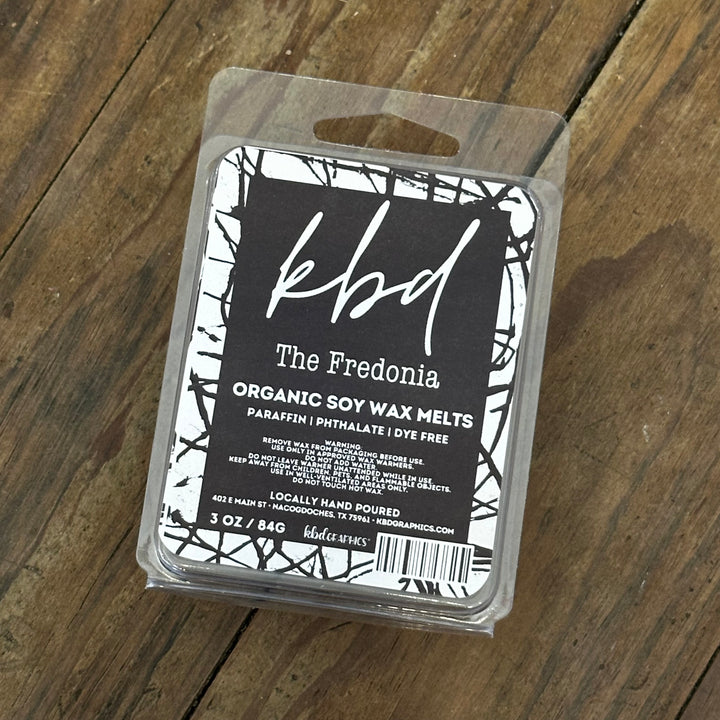 kbd
The Fredonia
ORGANIC SOY WAX MELTS
PARAFFIN | PHTHALATE | DYE FREE
WARNING:
REMOVE WAX FROM PACKAGING BEFORE USE.
USE ONLY IN APPROVED WAX WARMERS.
DO NOT ADD WATER.
DO NOT LEAVE WARMER UNATTENDED WHILE IN USE.
KEEP AWAY FROM CHILDREN, PETS, AND FLAMMABLE OBJECTS.
USE IN WELL-VENTILATED AREAS ONLY.
DO NOT TOUCH HOT WAX.
LOCALLY HAND POURED
402 E MAIN ST • NACOGDOCHES, TX 75961 • KBDGRAPHICS.COM
3 OZ / 84G
kbd GRAPHICS